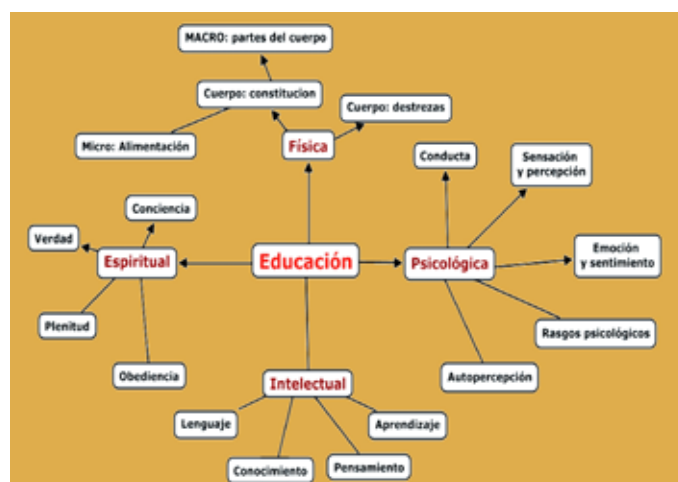 MACRO: partes del cuerpo
Cuerpo: constitucion
Cuerpo: destrezas
Micro: Alimentación
Física
Conducta
Sensación
y percepción
Conciencia
Verdad
Espiritual
Educación
Psicológica
Emoción
y sentimiento
Plenitud
Rasgos psicológicos
Obediencia
Intelectual
Autopercepción
Lenguaje
Aprendizaje
Conocimiento
Pensamiento